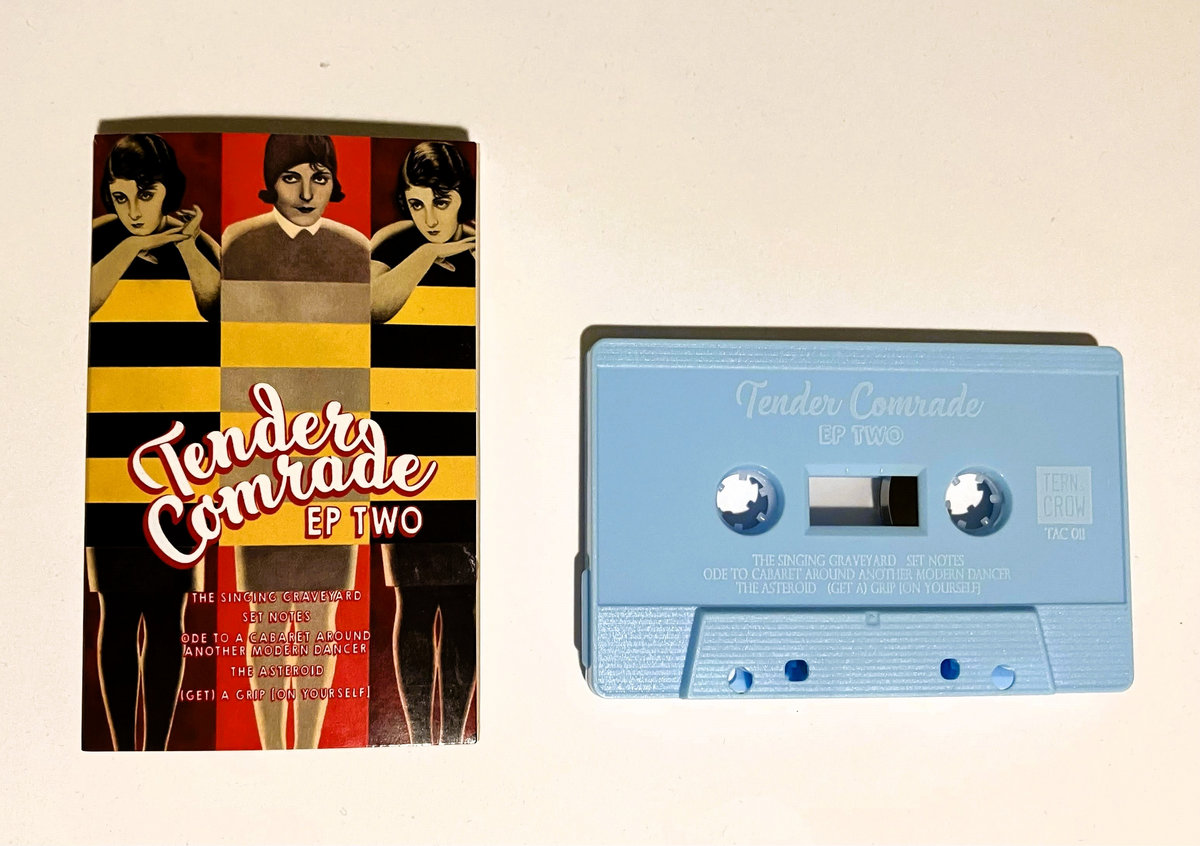 Tender
Comrade
EP TWO
THE SINGING GRAVEYARD
SET NOTES
ODE TO A CABARET AROUND
ANOTHER MODERN DANCER
THE ASTEROID
(GET) A GRIP [ON YOURSELF]
Tender Comrade
EP TWO
TERN.
CROW
TAC 011
THE SINGING GRAVEYARD SET NOTES
ODE TO CABARET AROUND ANOTHER MODERN DANCER
THE ASTEROID (GET A) GRIP [ON YOURSELF]